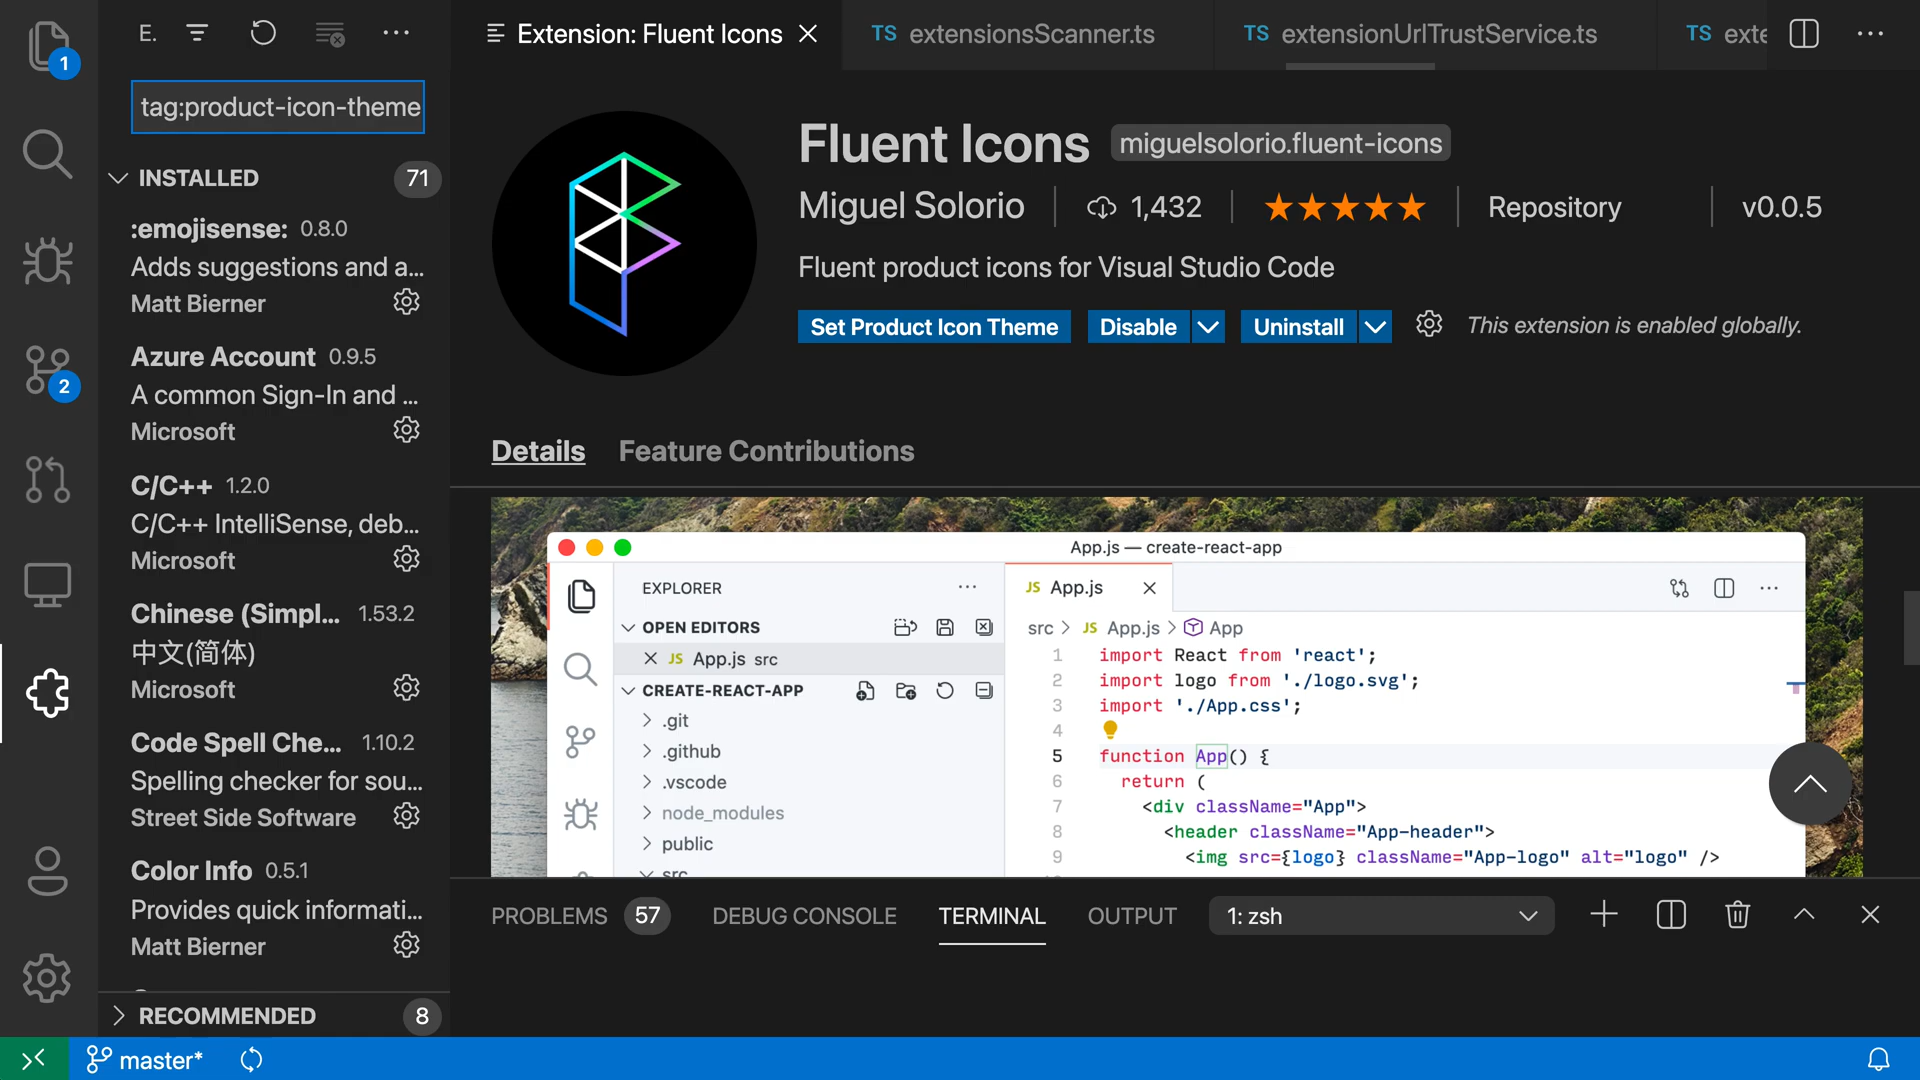 E.
Extension: Fluent Icons
TS extensionsScanner.ts
TS extensionUrlTrustService.ts
TS exte
1
tag:product-icon-theme
INSTALLED 71
:emojisense: 0.8.0
Adds suggestions and a...
Matt Bierner
Azure Account 0.9.5
A common Sign-In and ...
Microsoft
C/C++ 1.2.0
C/C++ IntelliSense, deb...
Microsoft
Chinese (Simpl... 1.53.2
中文(简体)
Microsoft
Code Spell Che... 1.10.2
Spelling checker for sou...
Street Side Software
Color Info 0.5.1
Provides quick informati...
Matt Bierner
RECOMMENDED 8
2
Fluent Icons miguelsolorio.fluent-icons
Miguel Solorio 1,432 Repository v0.0.5
Fluent product icons for Visual Studio Code
Set Product Icon Theme Disable Uninstall This extension is enabled globally.
Details Feature Contributions
App.js — create-react-app
EXPLORER
OPEN EDITORS
JS App.js src
CREATE-REACT-APP
.git
.github
.vscode
node_modules
public
src
JS App.js
src > JS App.js > App
1 import React from 'react';
2 import logo from './logo.svg';
3 import './App.css';
4
5 function App() {
6 return (
7 <div className="App">
8 <header className="App-header">
9 <img src={logo} className="App-logo" alt="logo" />
PROBLEMS 57 DEBUG CONSOLE TERMINAL OUTPUT 1: zsh
master*